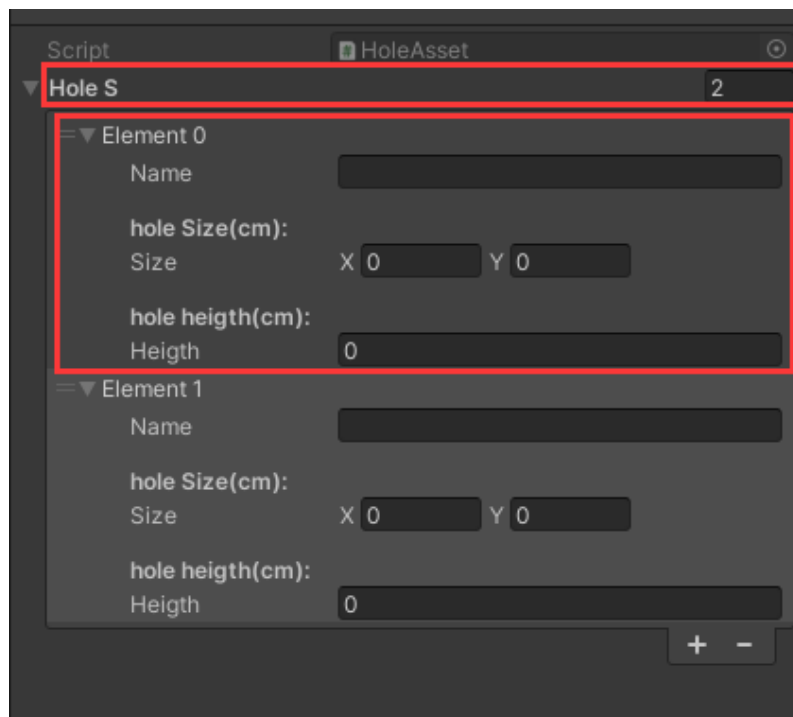 Script HoleAsset
Hole S 2
Element 0
Name
hole Size(cm):
Size X 0 Y 0
hole heigth(cm):
Heigth 0
Element 1
Name
hole Size(cm):
Size X 0 Y 0
hole heigth(cm):
Heigth 0
+ −